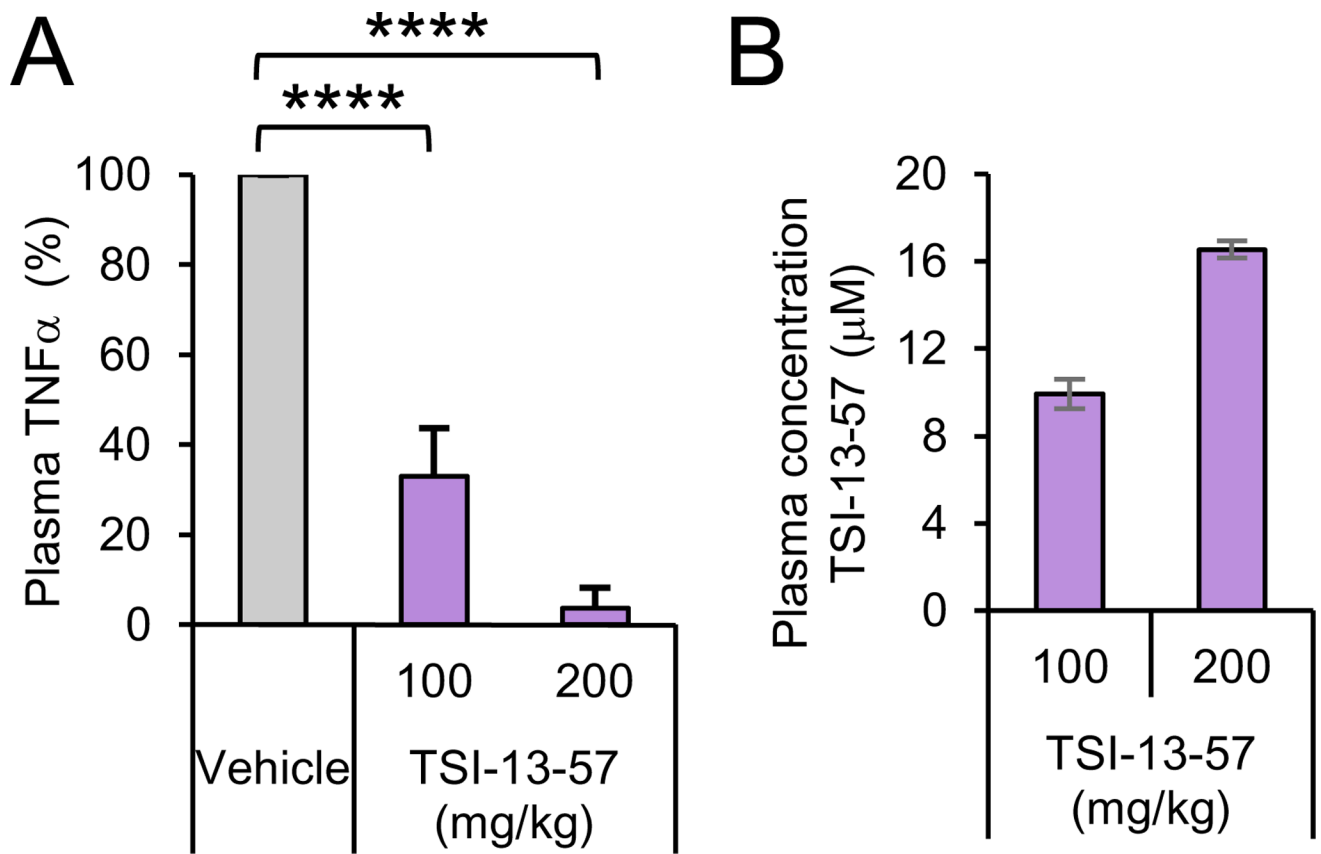 A
****
****
Plasma TNFα (%)
100
80
60
40
20
0
100 200
Vehicle TSI-13-57
(mg/kg)
B
Plasma concentration
TSI-13-57 (μM)
20
16
12
8
4
0
100 200
TSI-13-57
(mg/kg)